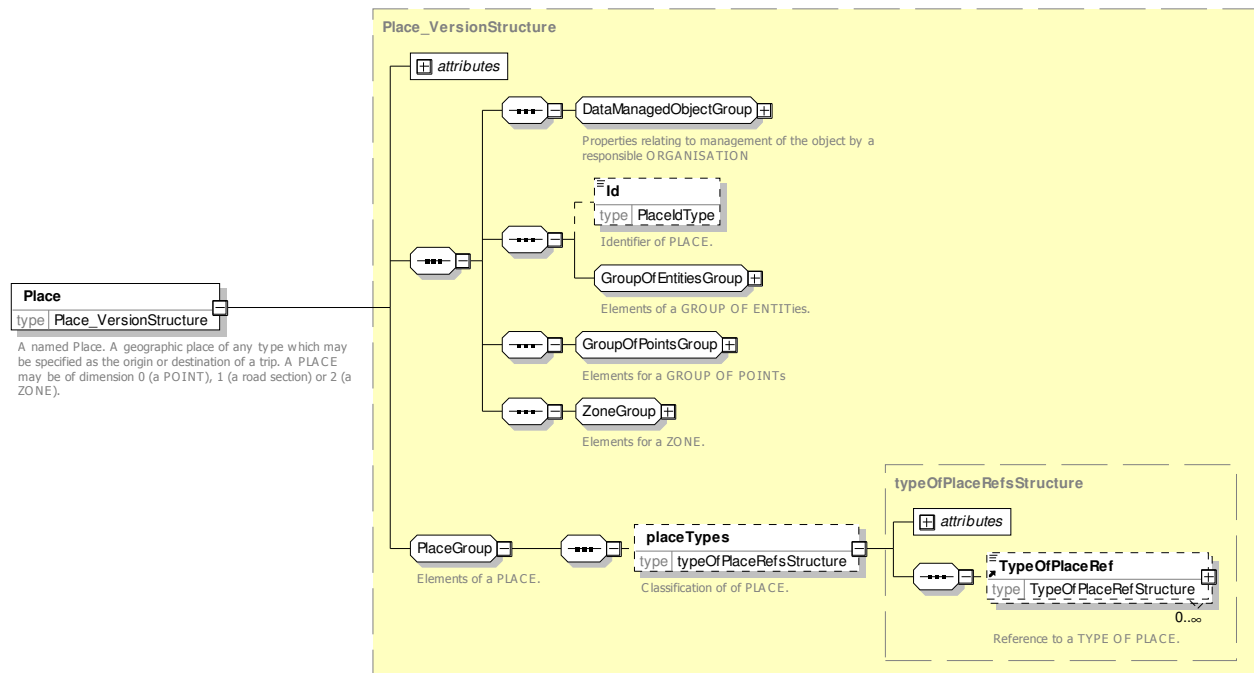 Place_VersionStructure
attributes
DataManagedObjectGroup
Properties relating to management of the object by a
responsible ORGANISATION
Id
type PlaceIdType
Identifier of PLACE.
GroupOfEntitiesGroup
Elements of a GROUP OF ENTITies.
Place
type Place_VersionStructure
A named Place. A geographic place of any type which may
be specified as the origin or destination of a trip. A PLACE
may be of dimension 0 (a POINT), 1 (a road section) or 2 (a
ZONE).
GroupOfPointsGroup
Elements for a GROUP OF POINTs
ZoneGroup
Elements for a ZONE.
typeOfPlaceRefsStructure
attributes
PlaceGroup
Elements of a PLACE.
placeTypes
type typeOfPlaceRefsStructure
Classification of of PLACE.
TypeOfPlaceRef
type TypeOfPlaceRefStructure
0..∞
Reference to a TYPE OF PLACE.